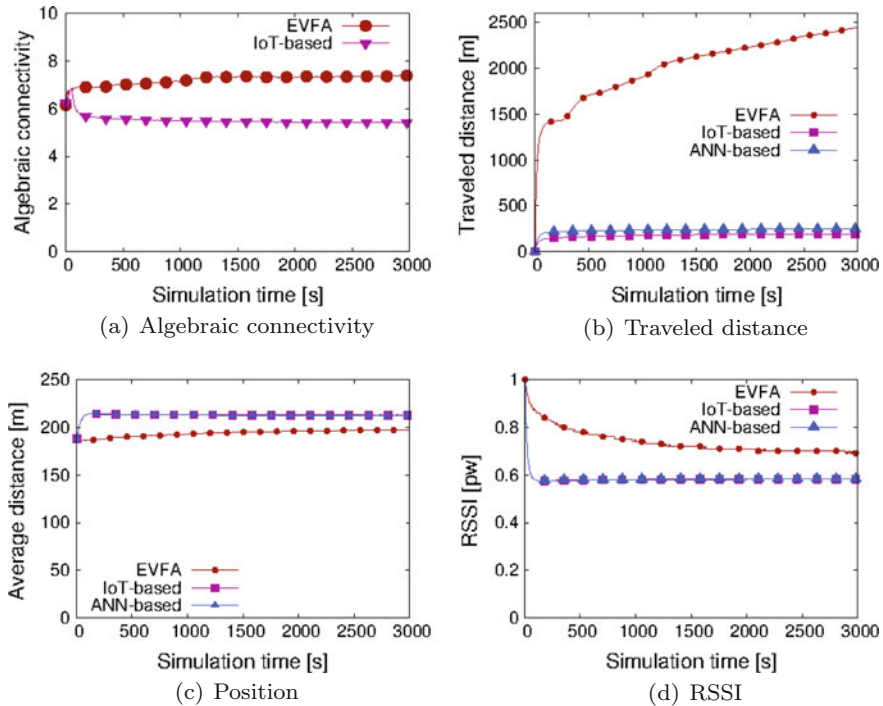 EVFA
IoT-based
Algebraic connectivity
10
8
6
4
2
0
0 500 1000 1500 2000 2500 3000
Simulation time [s]
(a) Algebraic connectivity
EVFA
IoT-based
ANN-based
Traveled distance [m]
2500
2000
1500
1000
500
0
0 500 1000 1500 2000 2500 3000
Simulation time [s]
(b) Traveled distance
EVFA
IoT-based
ANN-based
Average distance [m]
250
200
150
100
50
0
0 500 1000 1500 2000 2500 3000
Simulation time [s]
(c) Position
EVFA
IoT-based
ANN-based
RSSI [pw]
1
0.8
0.6
0.4
0.2
0
0 500 1000 1500 2000 2500 3000
Simulation time [s]
(d) RSSI